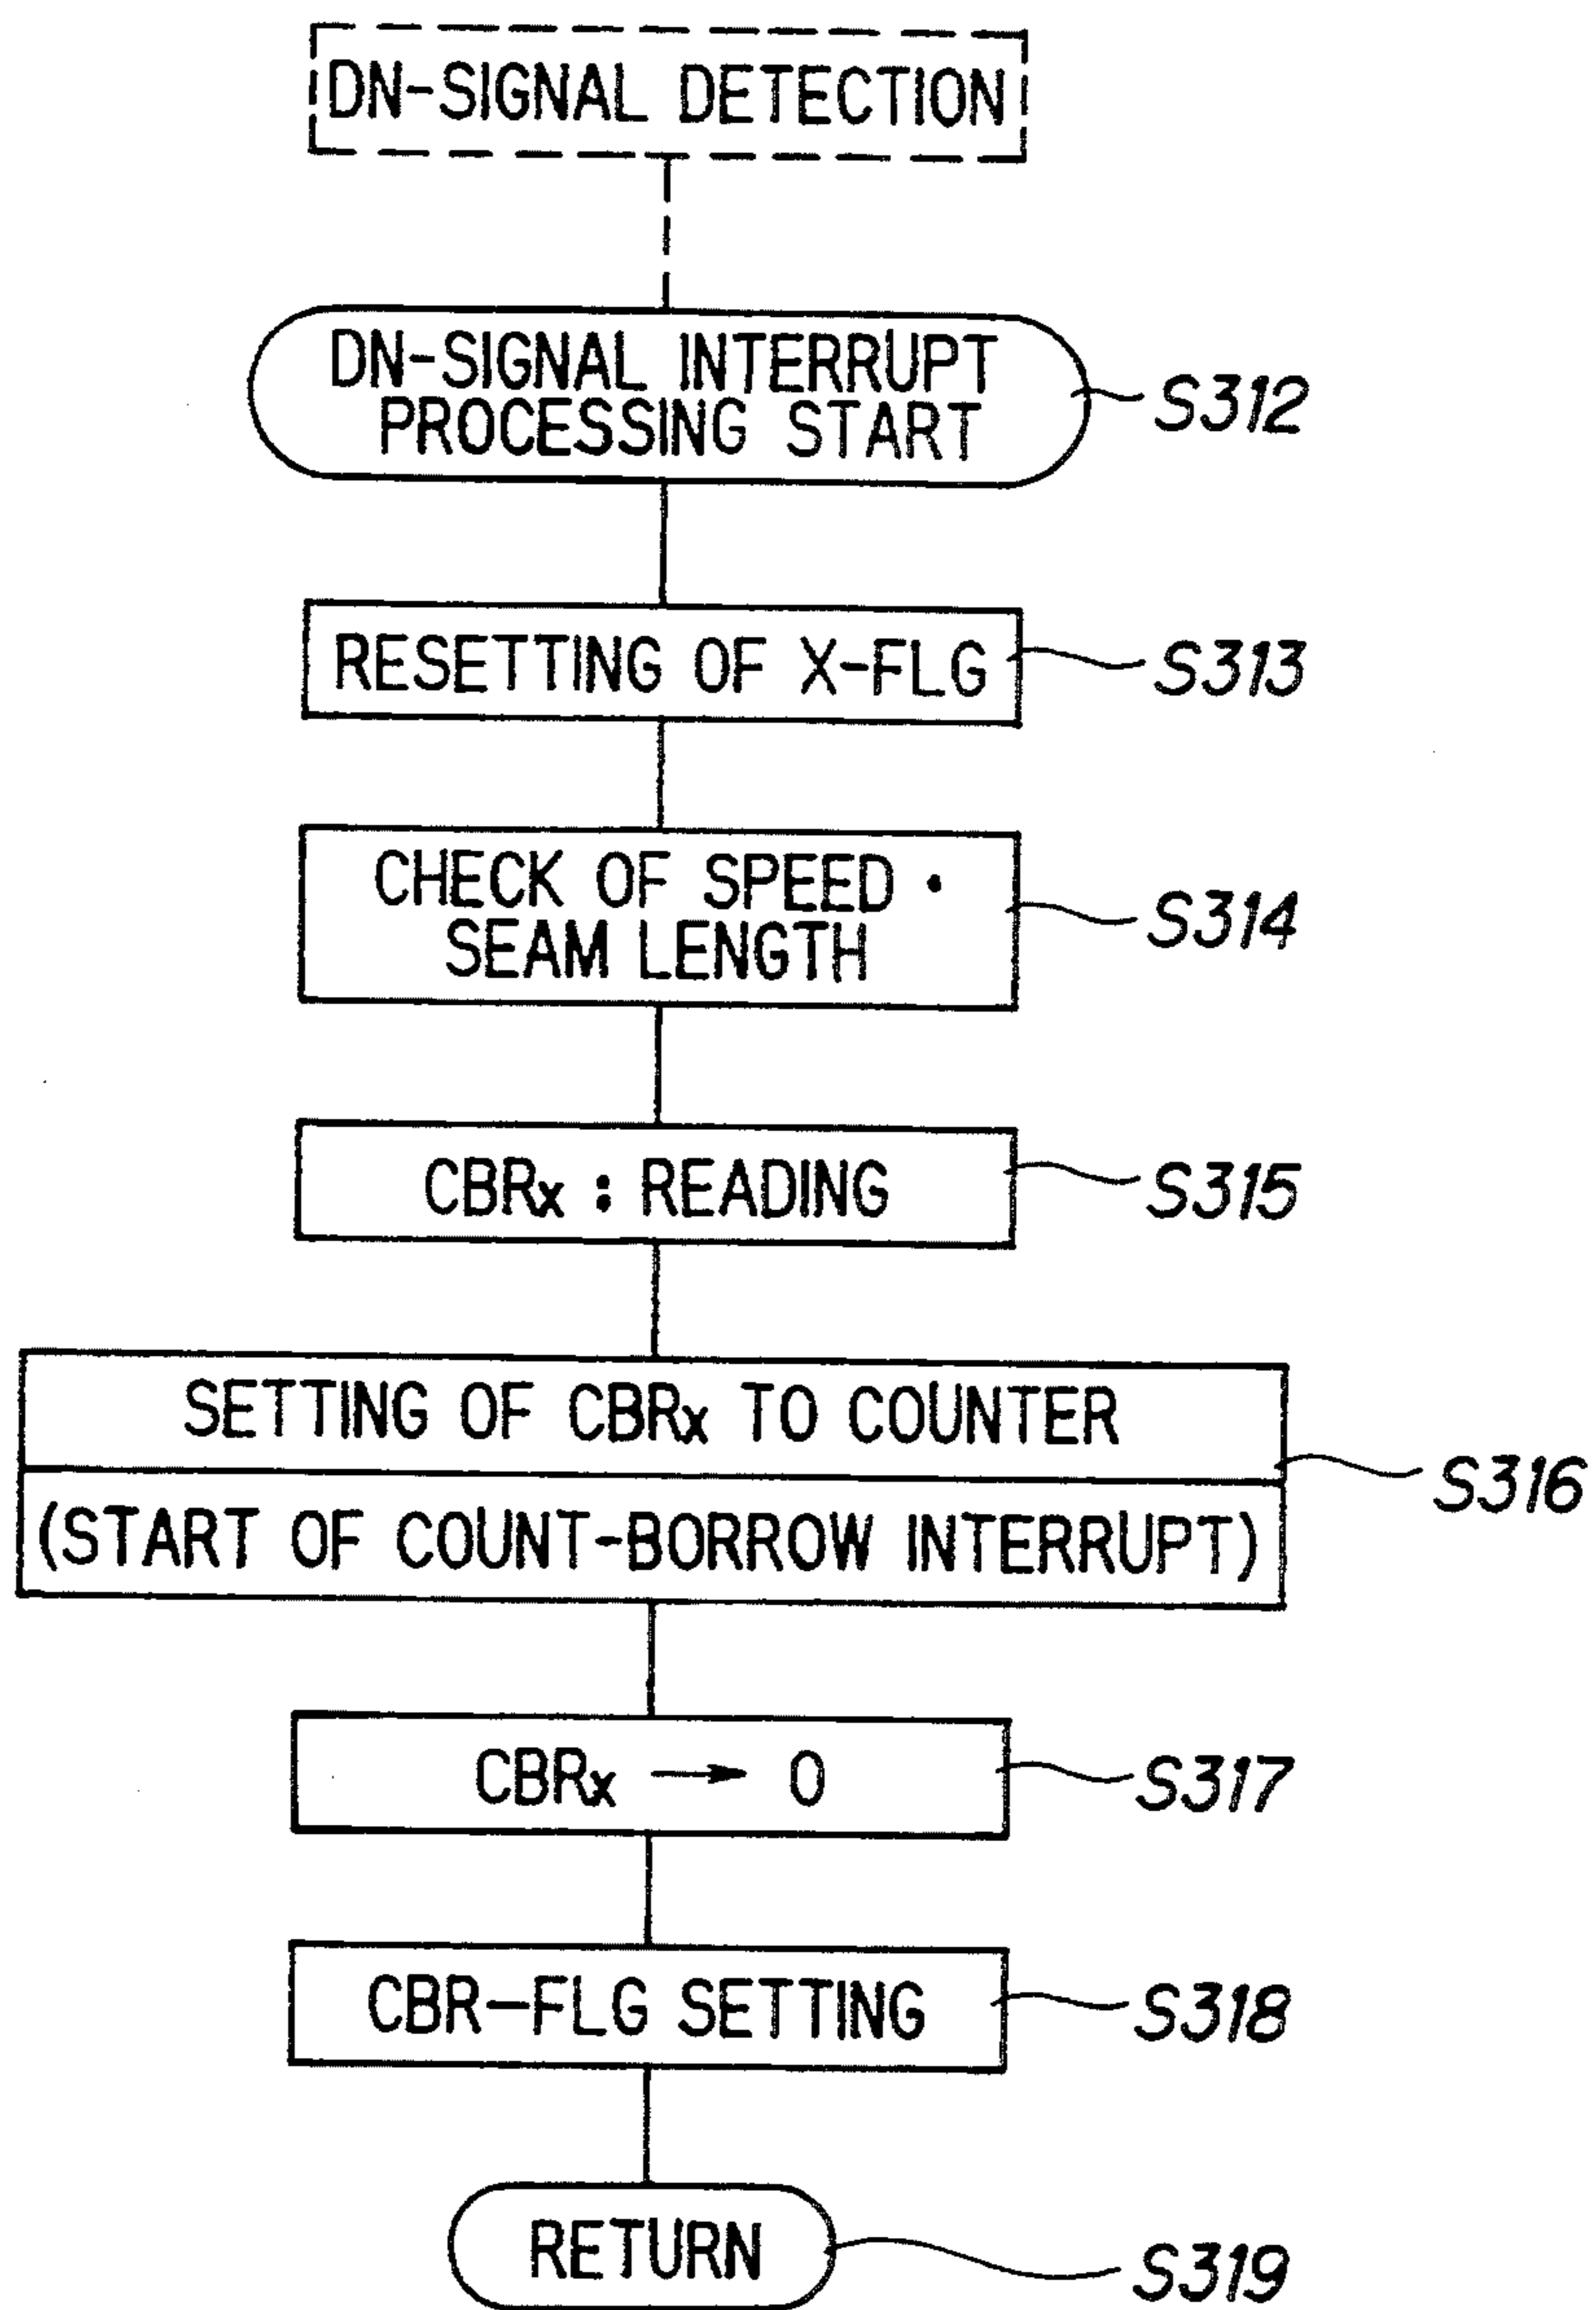 DN-SIGNAL DETECTION
DN-SIGNAL INTERRUPT
PROCESSING START
S312
RESETTING OF X-FLG
S313
CHECK OF SPEED ·
SEAM LENGTH
S314
CBRx : READING
S315
SETTING OF CBRx TO COUNTER
(START OF COUNT-BORROW INTERRUPT)
S316
CBRx → 0
S317
CBR-FLG SETTING
S318
RETURN
S319